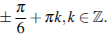 ± π/6 + πk, k ∈ ℤ.